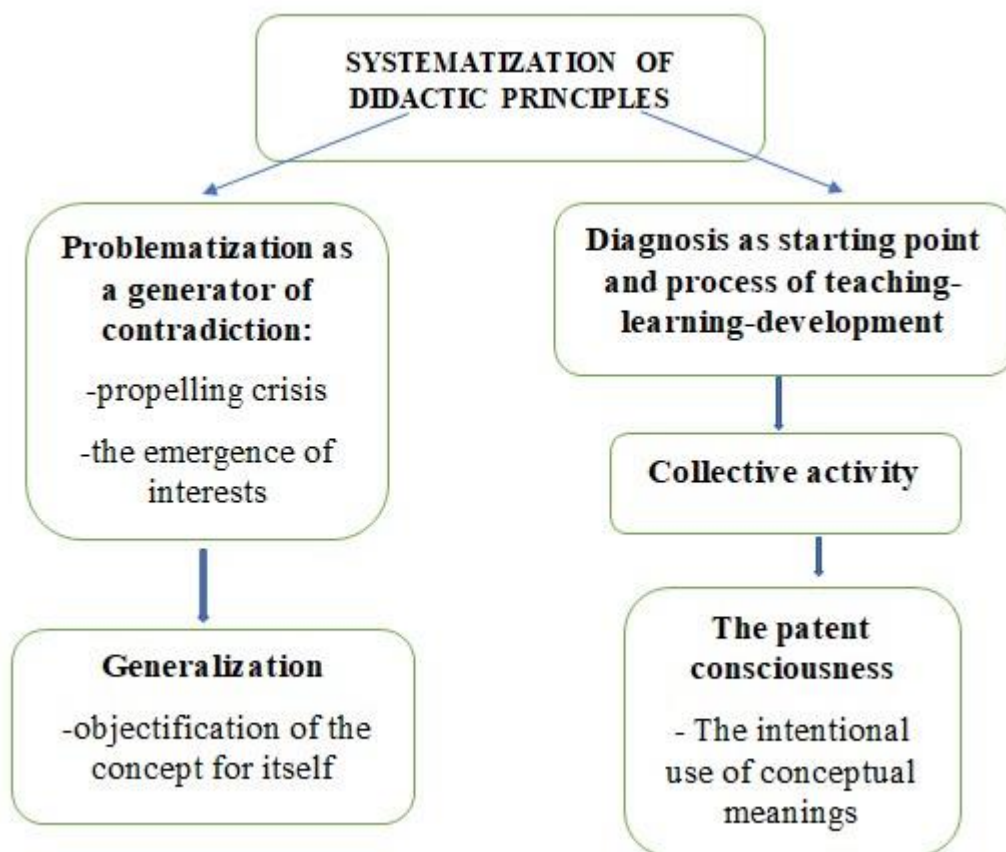 SYSTEMATIZATION OF
DIDACTIC PRINCIPLES
Problematization as
a generator of
contradiction:
-propelling crisis
-the emergence of
interests
Generalization
-objectification of the
concept for itself
Diagnosis as starting point
and process of teaching-
learning-development
Collective activity
The patent
consciousness
- The intentional
use of conceptual
meanings